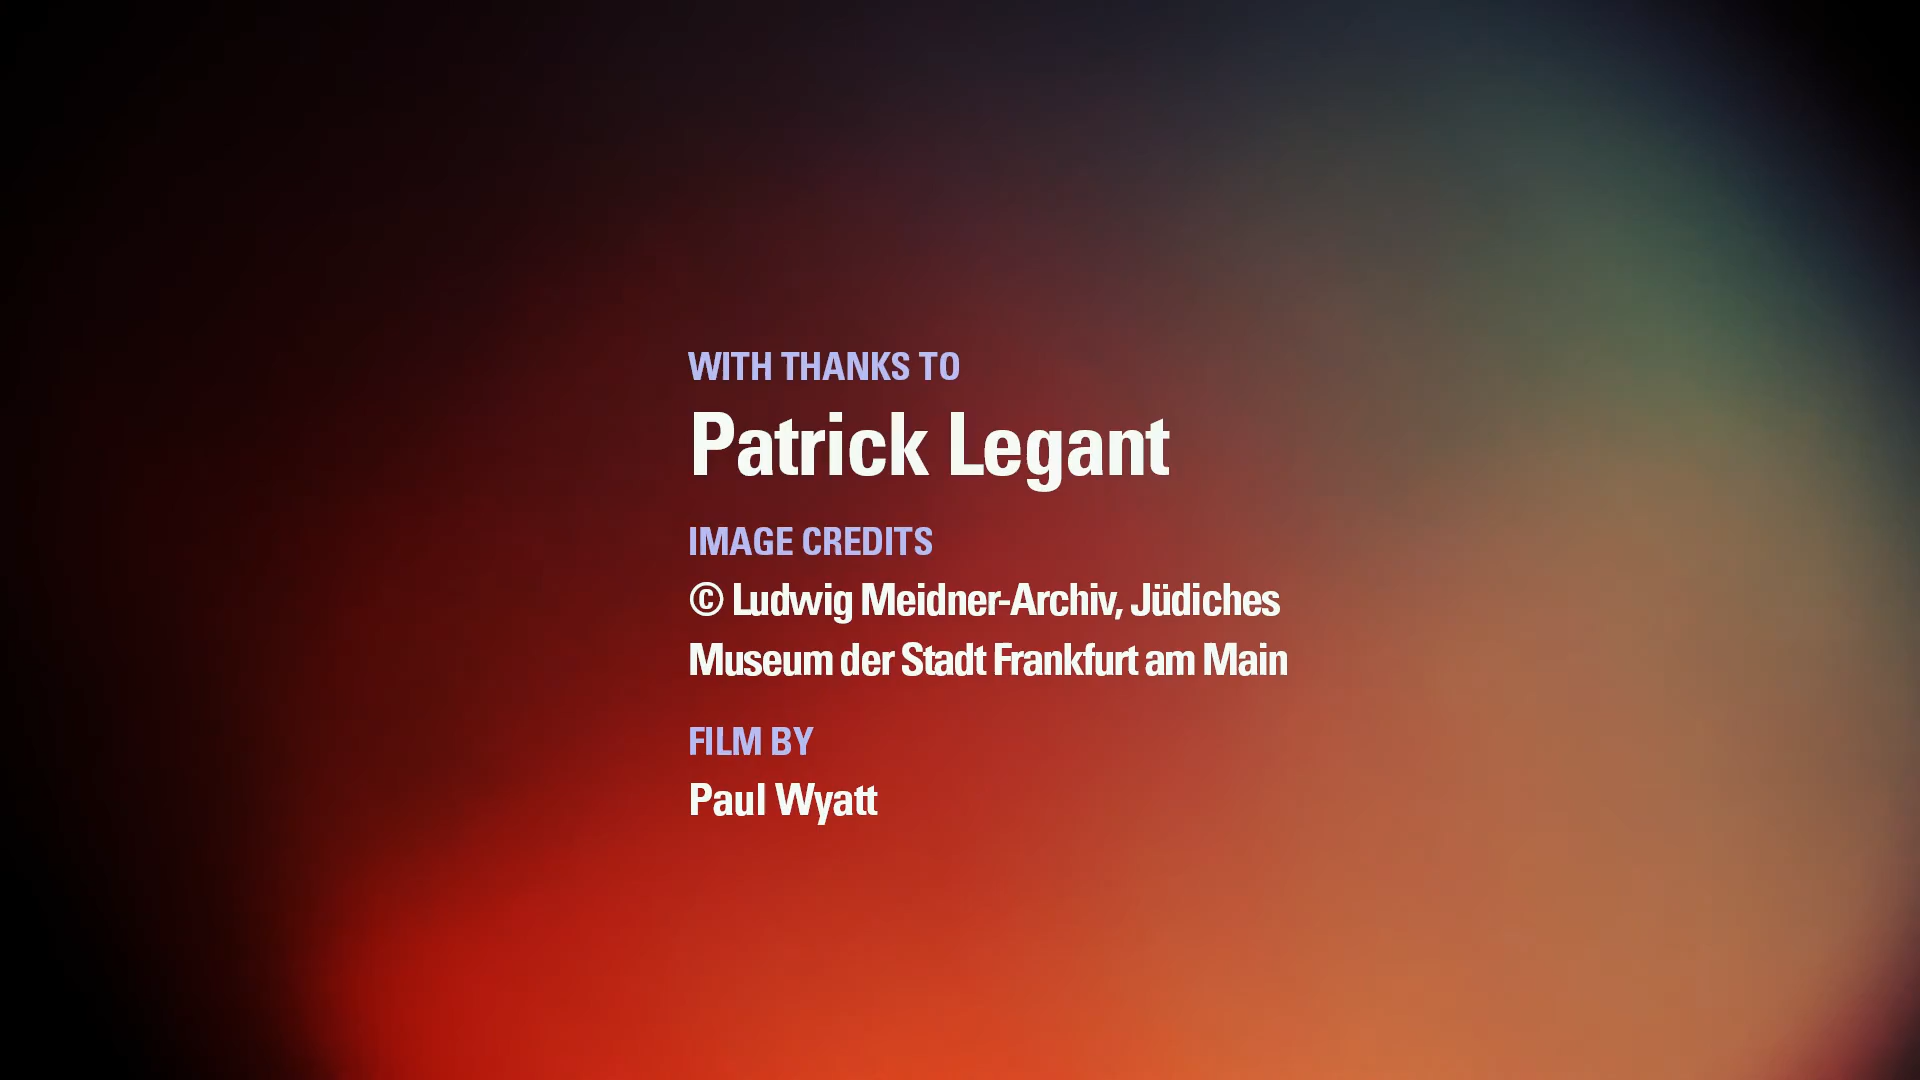 WITH THANKS TO
Patrick Legant
IMAGE CREDITS
© Ludwig Meidner-Archiv, Jüdiches
Museum der Stadt Frankfurt am Main
FILM BY
Paul Wyatt